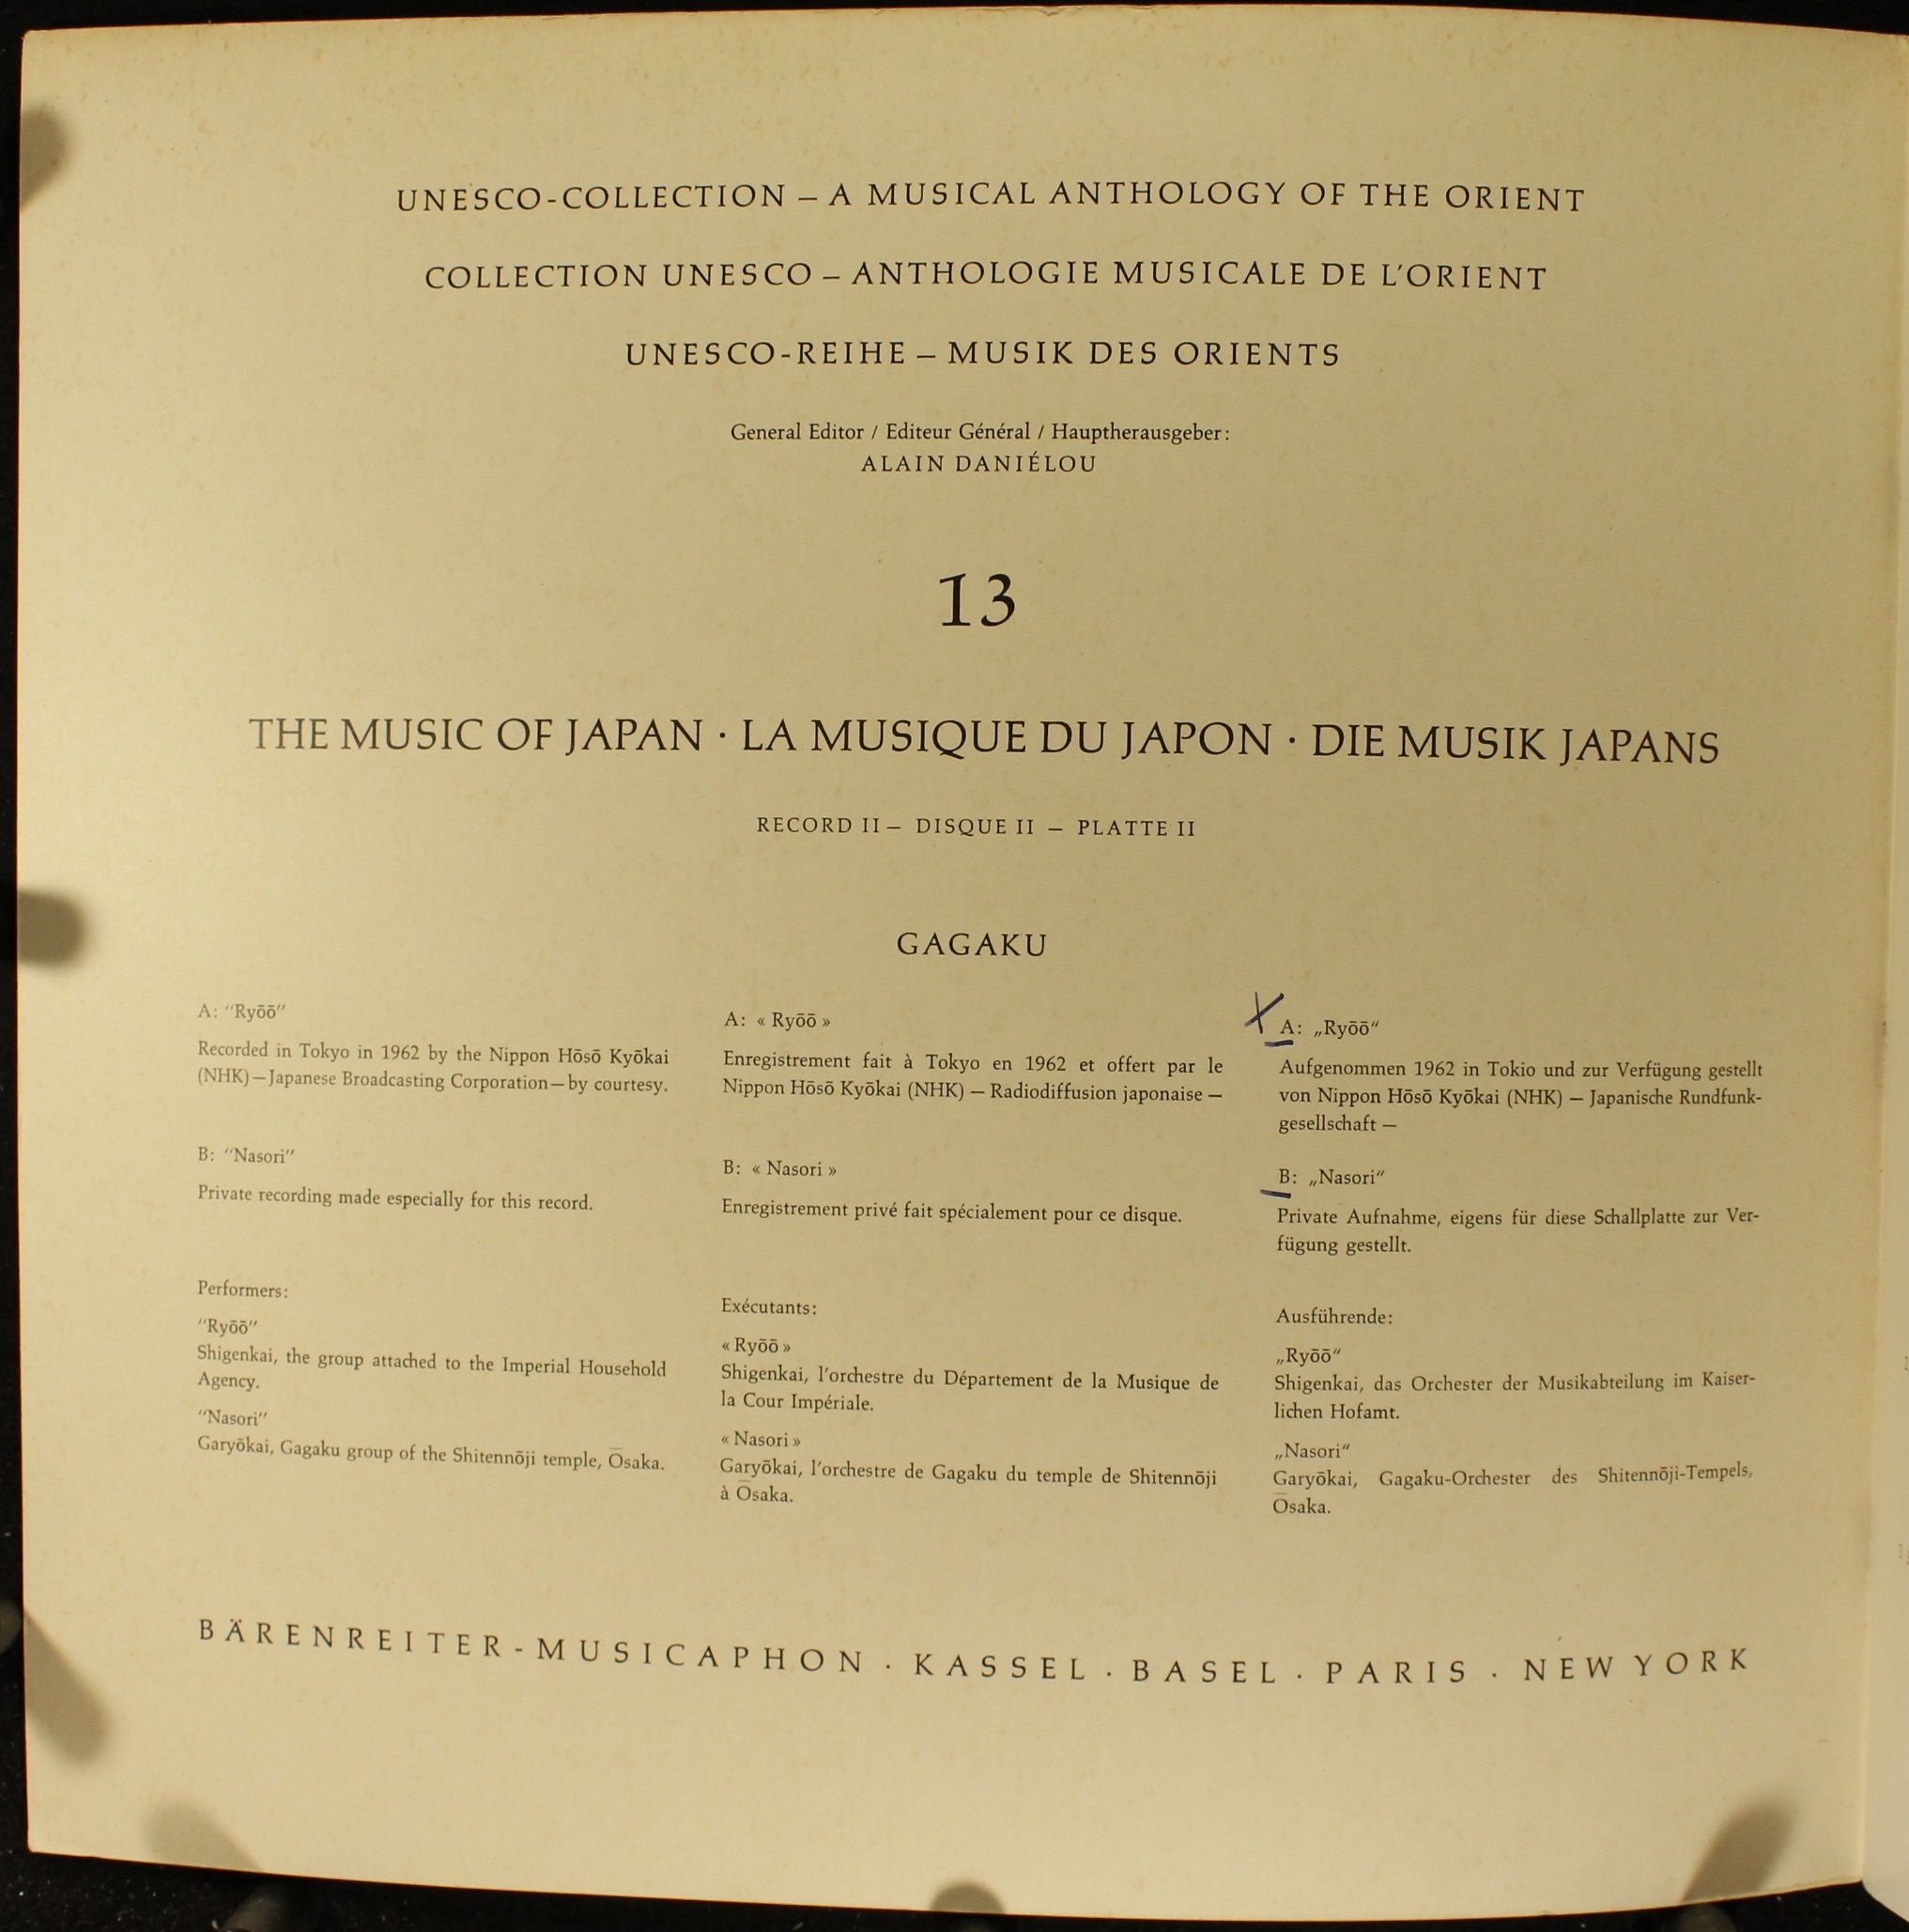 UNESCO-COLLECTION – A MUSICAL ANTHOLOGY OF THE ORIENT
COLLECTION UNESCO – ANTHOLOGIE MUSICALE DE L'ORIENT
UNESCO-REIHE – MUSIK DES ORIENTS
General Editor / Editeur Général / Hauptherausgeber:
ALAIN DANIÉLOU
13
THE MUSIC OF JAPAN · LA MUSIQUE DU JAPON · DIE MUSIK JAPANS
RECORD II – DISQUE II – PLATTE II
GAGAKU
A: “Ryōō”
Recorded in Tokyo in 1962 by the Nippon Hōsō Kyōkai
(NHK)—Japanese Broadcasting Corporation—by courtesy.
B: “Nasori”
Private recording made especially for this record.
Performers:
“Ryōō”
Shigenkai, the group attached to the Imperial Household
Agency.
“Nasori”
Garyōkai, Gagaku group of the Shitennōji temple, Ōsaka.
A: « Ryōō »
Enregistrement fait à Tokyo en 1962 et offert par le
Nippon Hōsō Kyōkai (NHK) — Radiodiffusion japonaise —
B: « Nasori »
Enregistrement privé fait spécialement pour ce disque.
Exécutants:
« Ryōō »
Shigenkai, l'orchestre du Département de la Musique de
la Cour Impériale.
« Nasori »
Garyōkai, l'orchestre de Gagaku du temple de Shitennōji
à Ōsaka.
X A: „Ryōō“
Aufgenommen 1962 in Tokio und zur Verfügung gestellt
von Nippon Hōsō Kyōkai (NHK) — Japanische Rundfunk-
gesellschaft —
B: „Nasori“
Private Aufnahme, eigens für diese Schallplatte zur Ver-
fügung gestellt.
Ausführende:
„Ryōō“
Shigenkai, das Orchester der Musikabteilung im Kaiser-
lichen Hofamt.
„Nasori“
Garyōkai, Gagaku-Orchester des Shitennōji-Tempels,
Ōsaka.
BÄRENREITER-MUSICAPHON · KASSEL · BASEL · PARIS · NEW YORK